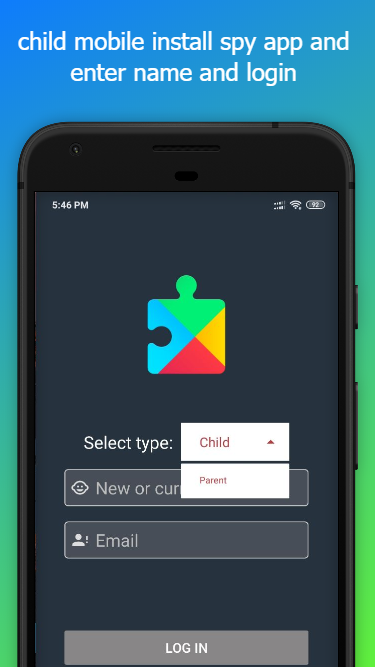 child mobile install spy app and
enter name and login
5:46 PM
92
Select type:
Child
Parent
New or curr
Email
LOG IN